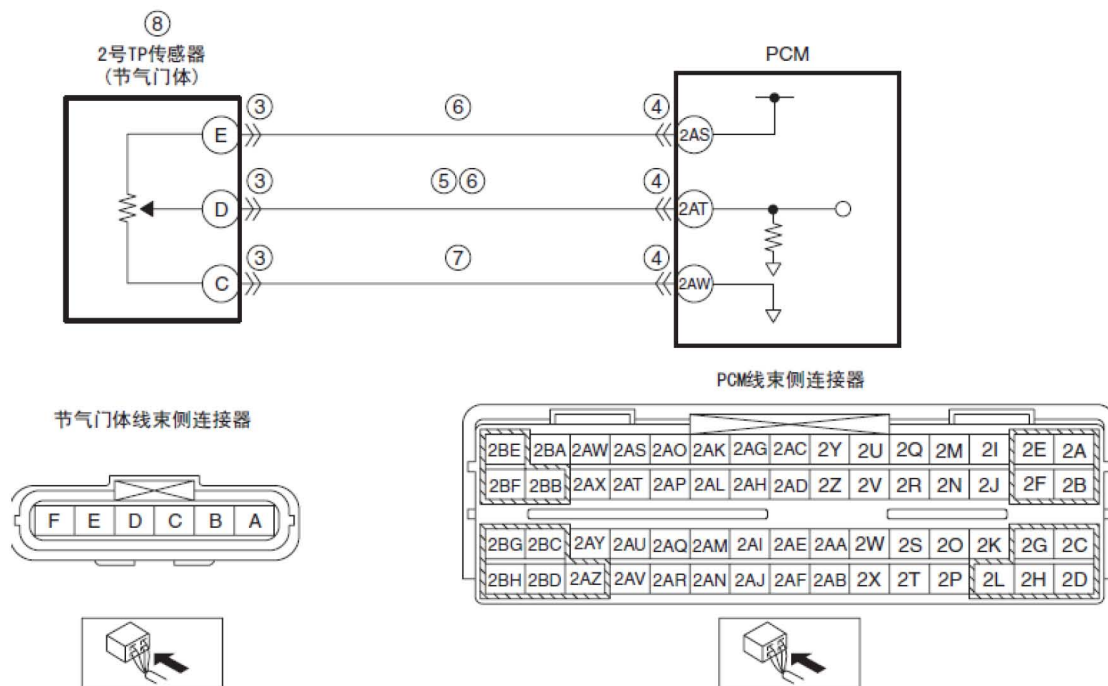 ⑧
2号TP传感器
(节气门体)
PCM
③ ⑥ ④
E 2AS
③ ⑤⑥ ④
D 2AT
③ ⑦ ④
C 2AW
PCM线束侧连接器
节气门体线束侧连接器
2BE 2BA 2AW 2AS 2AO 2AK 2AG 2AC 2Y 2U 2Q 2M 2I 2E 2A
2BF 2BB 2AX 2AT 2AP 2AL 2AH 2AD 2Z 2V 2R 2N 2J 2F 2B
F E D C B A
2BG 2BC 2AY 2AU 2AQ 2AM 2AI 2AE 2AA 2W 2S 2O 2K 2G 2C
2BH 2BD 2AZ 2AV 2AR 2AN 2AJ 2AF 2AB 2X 2T 2P 2L 2H 2D